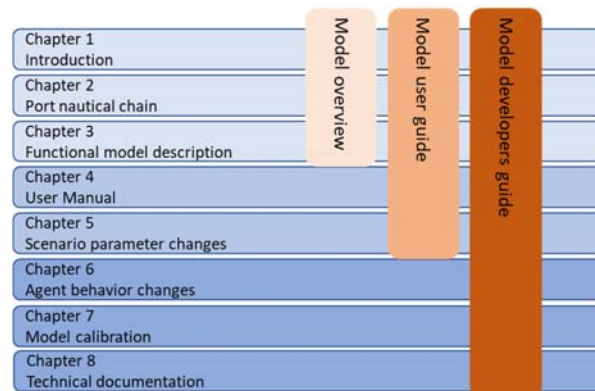 Chapter 1
Introduction
Chapter 2
Port nautical chain
Chapter 3
Functional model description
Chapter 4
User Manual
Chapter 5
Scenario parameter changes
Chapter 6
Agent behavior changes
Chapter 7
Model calibration
Chapter 8
Technical documentation
Model overview
Model user guide
Model developers guide